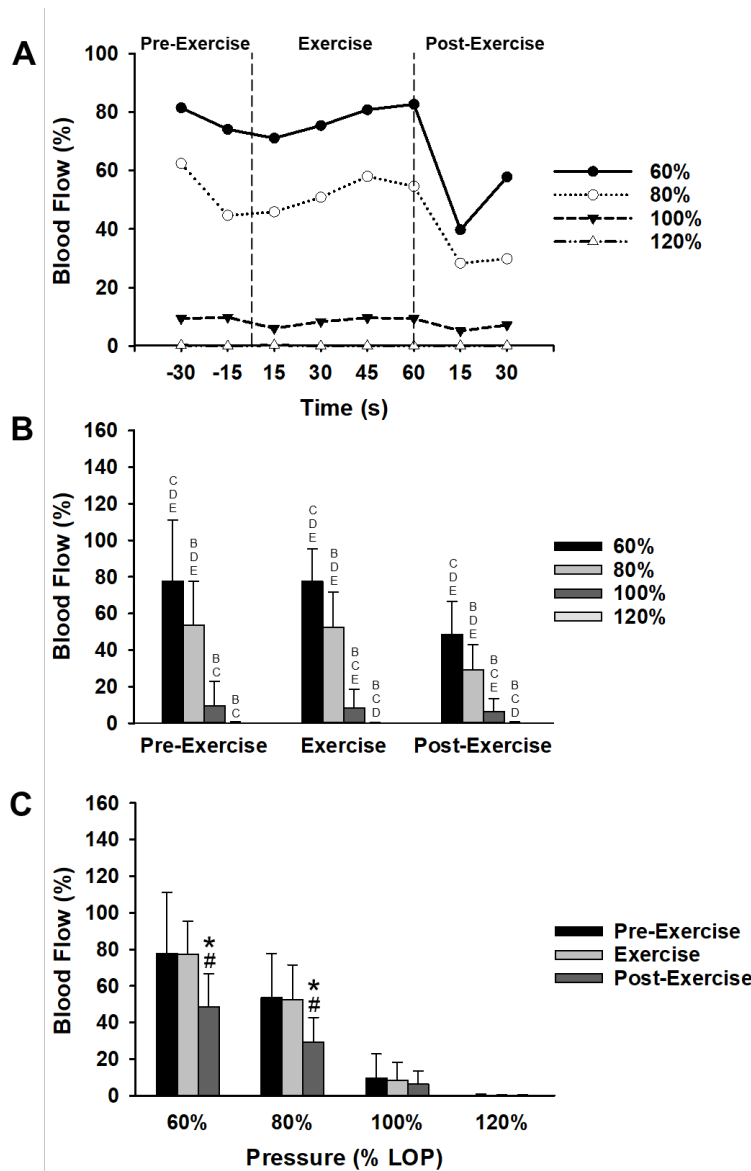 A
Pre-Exercise Exercise Post-Exercise
100
80
60
40
20
0
Blood Flow (%)
-30 -15 15 30 45 60 15 30
Time (s)
60%
80%
100%
120%
B
160
140
120
100
80
60
40
20
0
Blood Flow (%)
C
D
E
B
D
E
B
C
B
C
C
D
E
B
D
E
B
C
E
B
C
D
C
D
E
B
D
E
B
C
E
B
C
D
Pre-Exercise Exercise Post-Exercise
60%
80%
100%
120%
C
160
140
120
100
80
60
40
20
0
Blood Flow (%)
*
#
*
#
60% 80% 100% 120%
Pressure (% LOP)
Pre-Exercise
Exercise
Post-Exercise